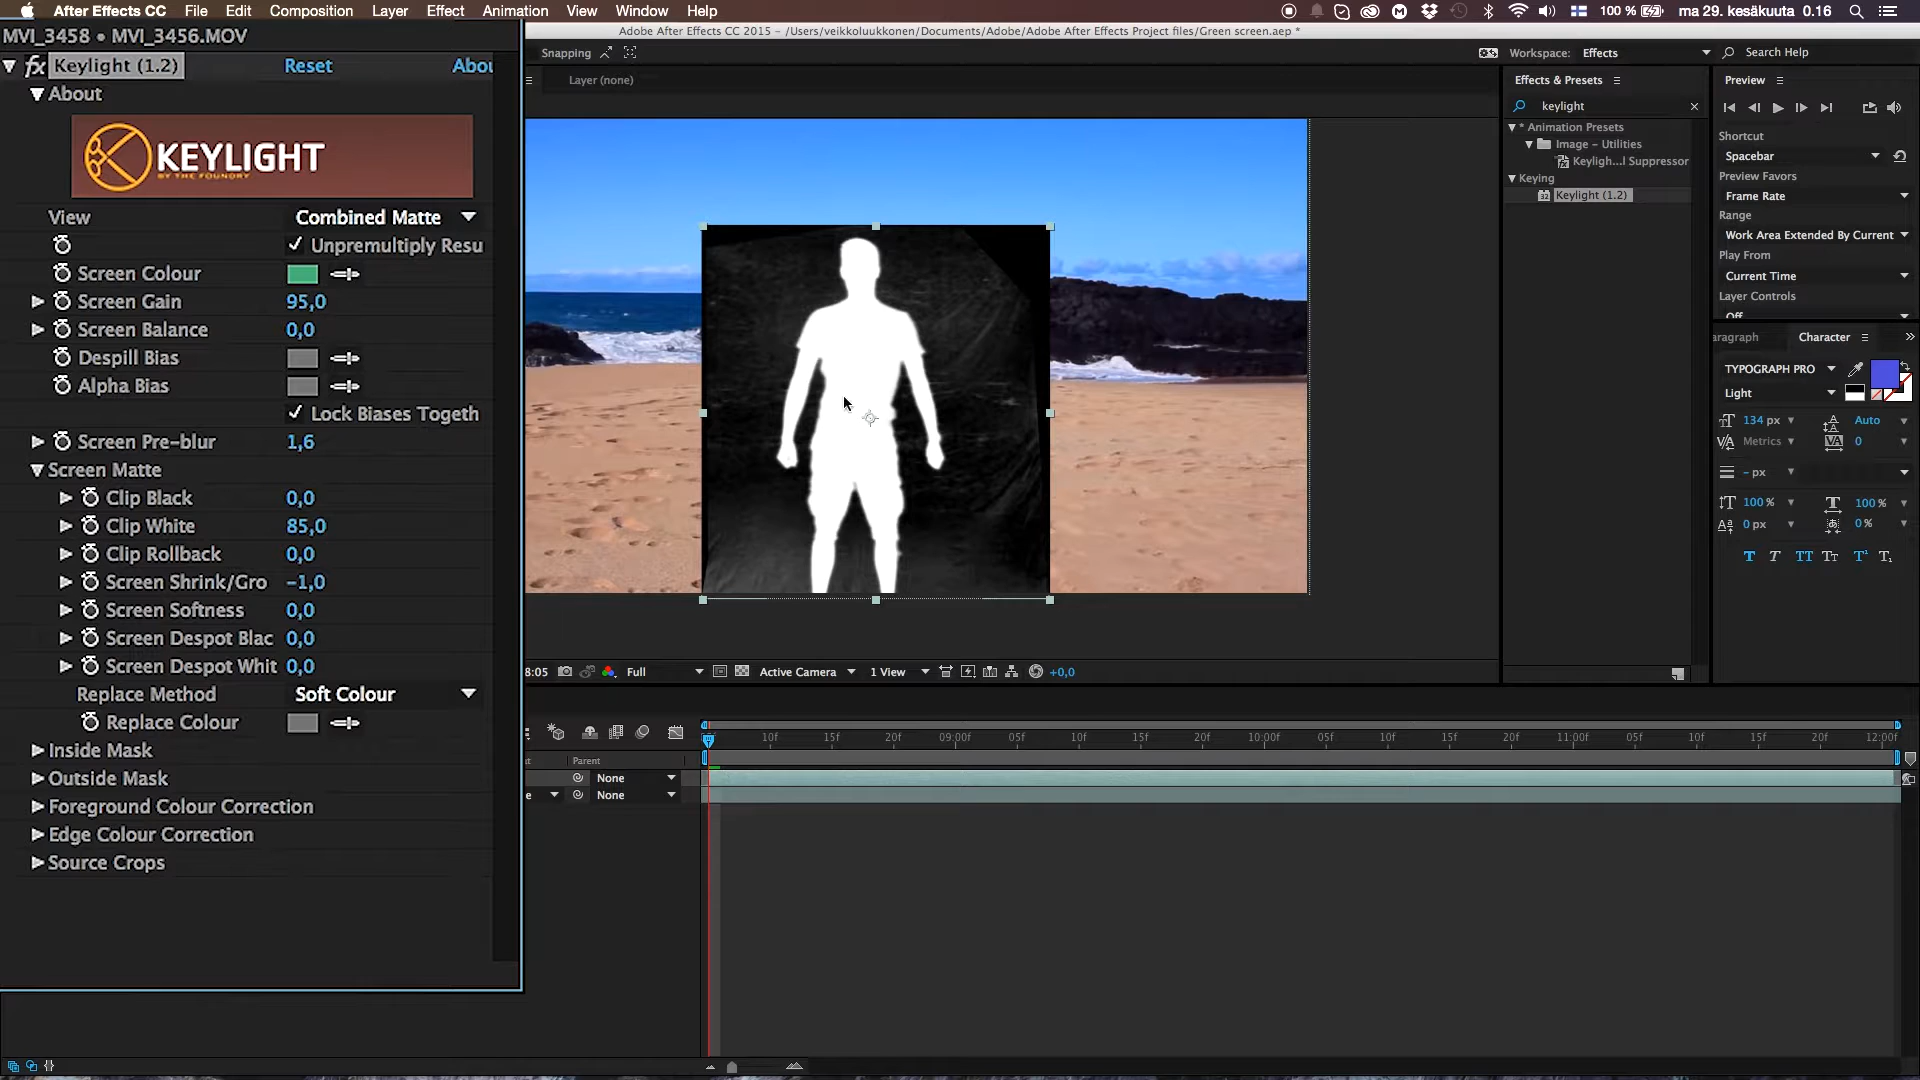 After Effects CC File Edit Composition Layer Effect Animation View Window Help 100 % ma 29. kesäkuuta 0.16
MVI_3458 • MVI_3456.MOV
Adobe After Effects CC 2015 – /Users/veikkoluukkonen/Documents/Adobe/Adobe After Effects Project files/Green screen.aep *
Snapping Workspace: Effects Search Help
fx Keylight (1.2) Reset Abou
Layer (none)
Effects & Presets
Preview
About
KEYLIGHT
BY THE FOUNDRY
View Combined Matte
Unpremultiply Resu
Screen Colour
Screen Gain 95,0
Screen Balance 0,0
Despill Bias
Alpha Bias
Lock Biases Togeth
Screen Pre-blur 1,6
Screen Matte
Clip Black 0,0
Clip White 85,0
Clip Rollback 0,0
Screen Shrink/Gro -1,0
Screen Softness 0,0
Screen Despot Blac 0,0
Screen Despot Whit 0,0
Replace Method Soft Colour
Replace Colour
Inside Mask
Outside Mask
Foreground Colour Correction
Edge Colour Correction
Source Crops
8:05 Full Active Camera 1 View +0,0
10f 15f 20f 09:00f 05f 10f 15f 20f 10:00f 05f 10f 15f 20f 11:00f 05f 10f 15f 20f 12:00f
Parent
None
e None
keylight
* Animation Presets
Image – Utilities
Keyligh...l Suppressor
Keying
32 Keylight (1.2)
Shortcut
Spacebar
Preview Favors
Frame Rate
Range
Work Area Extended By Current
Play From
Current Time
Layer Controls
Off
aragraph Character
TYPOGRAPH PRO
Light
134 px Auto
Metrics 0
– px
100 % 100 %
0 px 0 %
T T TT Tt T¹ T₁